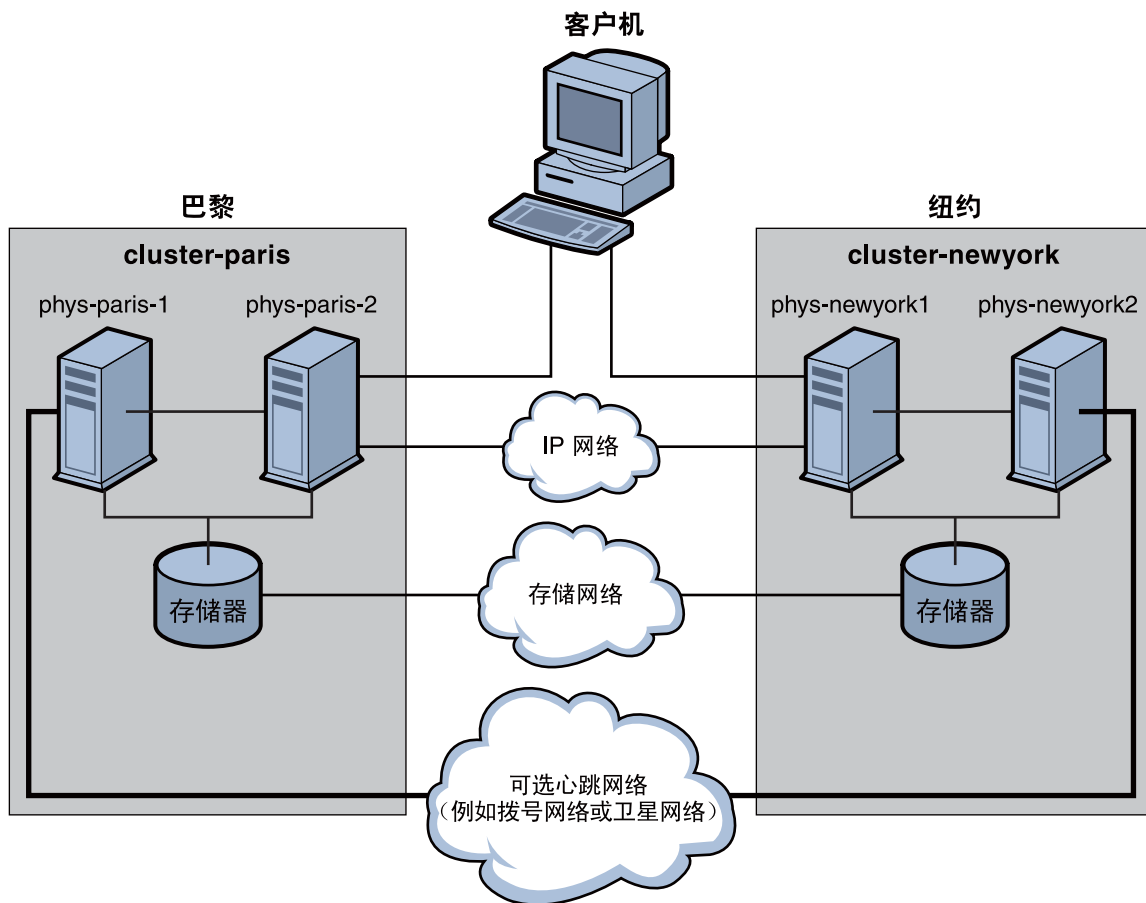 客户机
巴黎
纽约
cluster-paris
cluster-newyork
phys-paris-1
phys-paris-2
phys-newyork1
phys-newyork2
IP 网络
存储网络
存储器
存储器
可选心跳网络
（例如拨号网络或卫星网络）